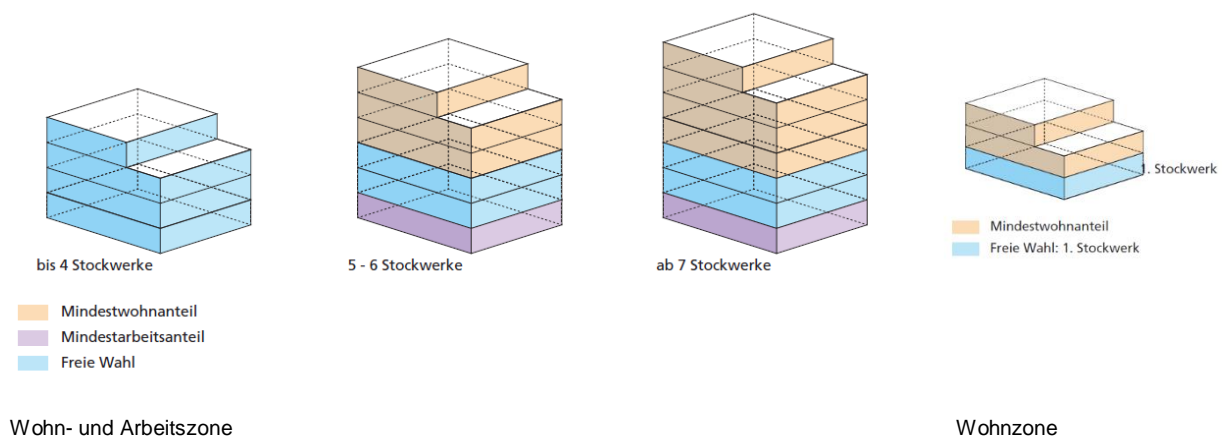 1. Stockwerk
bis 4 Stockwerke
5 - 6 Stockwerke
ab 7 Stockwerke
Mindestwohnanteil
Freie Wahl: 1. Stockwerk
Mindestwohnanteil
Mindestarbeitsanteil
Freie Wahl
Wohn- und Arbeitszone
Wohnzone